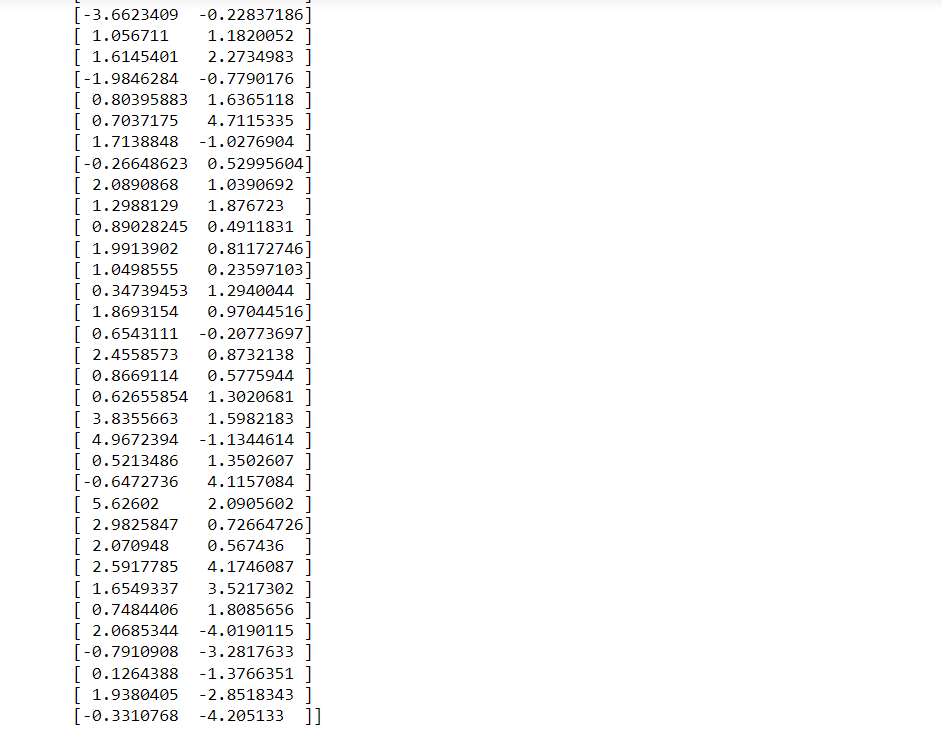 [-3.6623409  -0.22837186]
[ 1.056711    1.1820052 ]
[ 1.6145401   2.2734983 ]
[-1.9846284  -0.7790176 ]
[ 0.80395883  1.6365118 ]
[ 0.7037175   4.7115335 ]
[ 1.7138848  -1.0276904 ]
[-0.26648623  0.52995604]
[ 2.0890868   1.0390692 ]
[ 1.2988129   1.876723  ]
[ 0.89028245  0.4911831 ]
[ 1.9913902   0.81172746]
[ 1.0498555   0.23597103]
[ 0.34739453  1.2940044 ]
[ 1.8693154   0.97044516]
[ 0.6543111  -0.20773697]
[ 2.4558573   0.8732138 ]
[ 0.8669114   0.5775944 ]
[ 0.62655854  1.3020681 ]
[ 3.8355663   1.5982183 ]
[ 4.9672394  -1.1344614 ]
[ 0.5213486   1.3502607 ]
[-0.6472736   4.1157084 ]
[ 5.62602     2.0905602 ]
[ 2.9825847   0.72664726]
[ 2.070948    0.567436  ]
[ 2.5917785   4.1746087 ]
[ 1.6549337   3.5217302 ]
[ 0.7484406   1.8085656 ]
[ 2.0685344  -4.0190115 ]
[-0.7910908  -3.2817633 ]
[ 0.1264388  -1.3766351 ]
[ 1.9380405  -2.8518343 ]
[-0.3310768  -4.205133  ]]